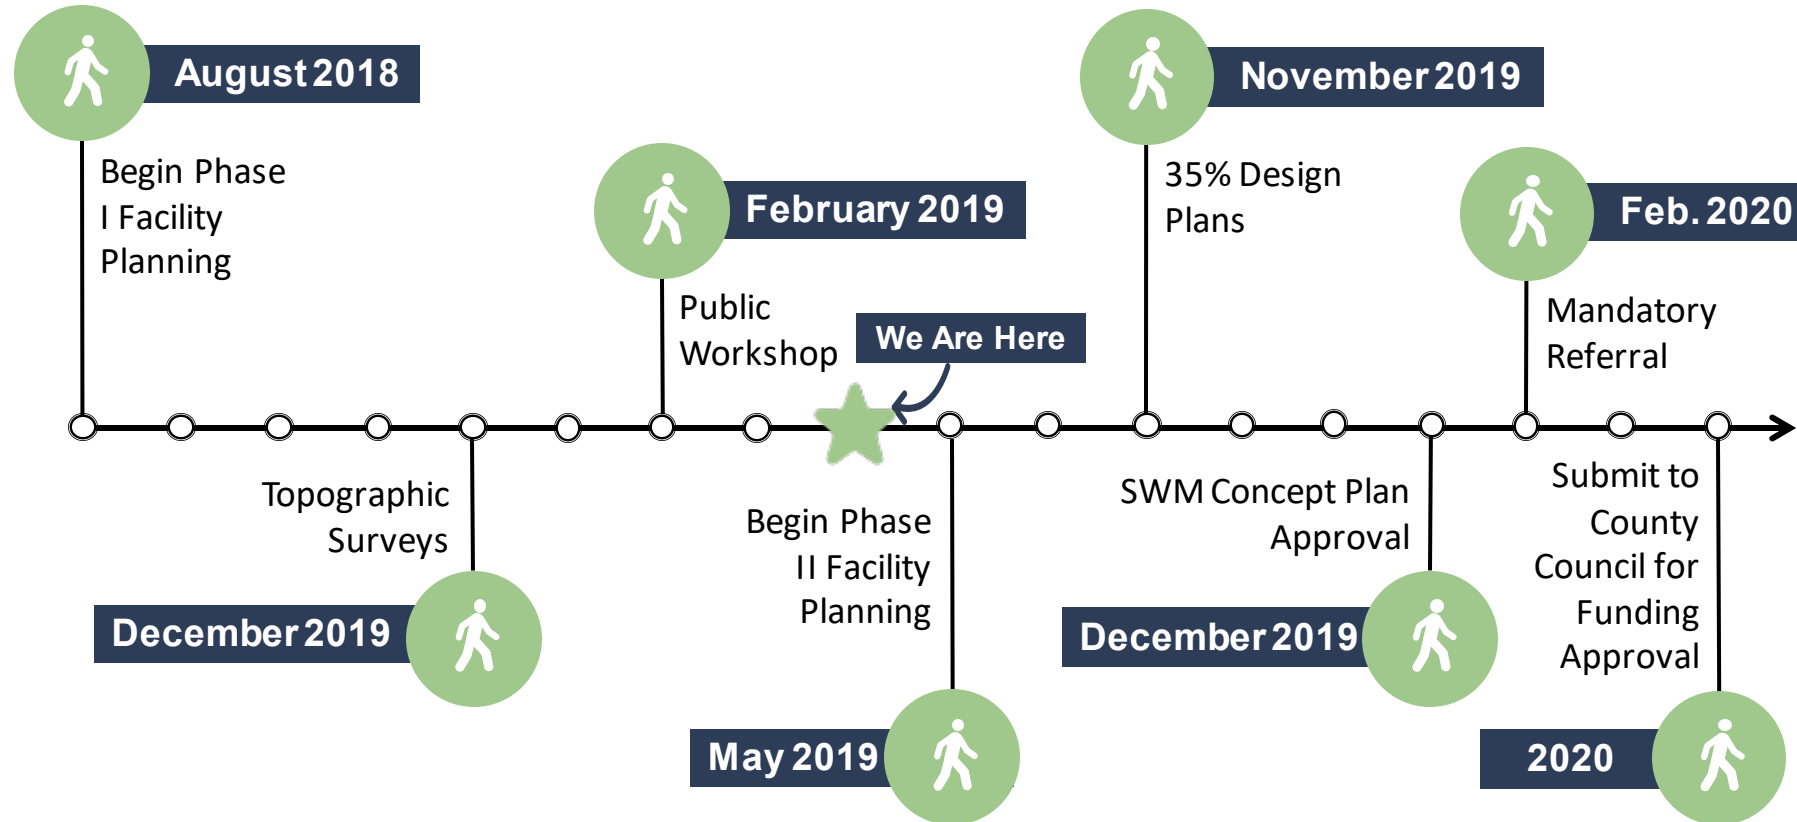 August 2018
Begin Phase
I Facility
Planning
February 2019
Public
Workshop
We Are Here
November 2019
35% Design
Plans
Feb. 2020
Mandatory
Referral
Topographic
Surveys
December 2019
Begin Phase
II Facility
Planning
May 2019
SWM Concept Plan
Approval
December 2019
Submit to
County
Council for
Funding
Approval
2020